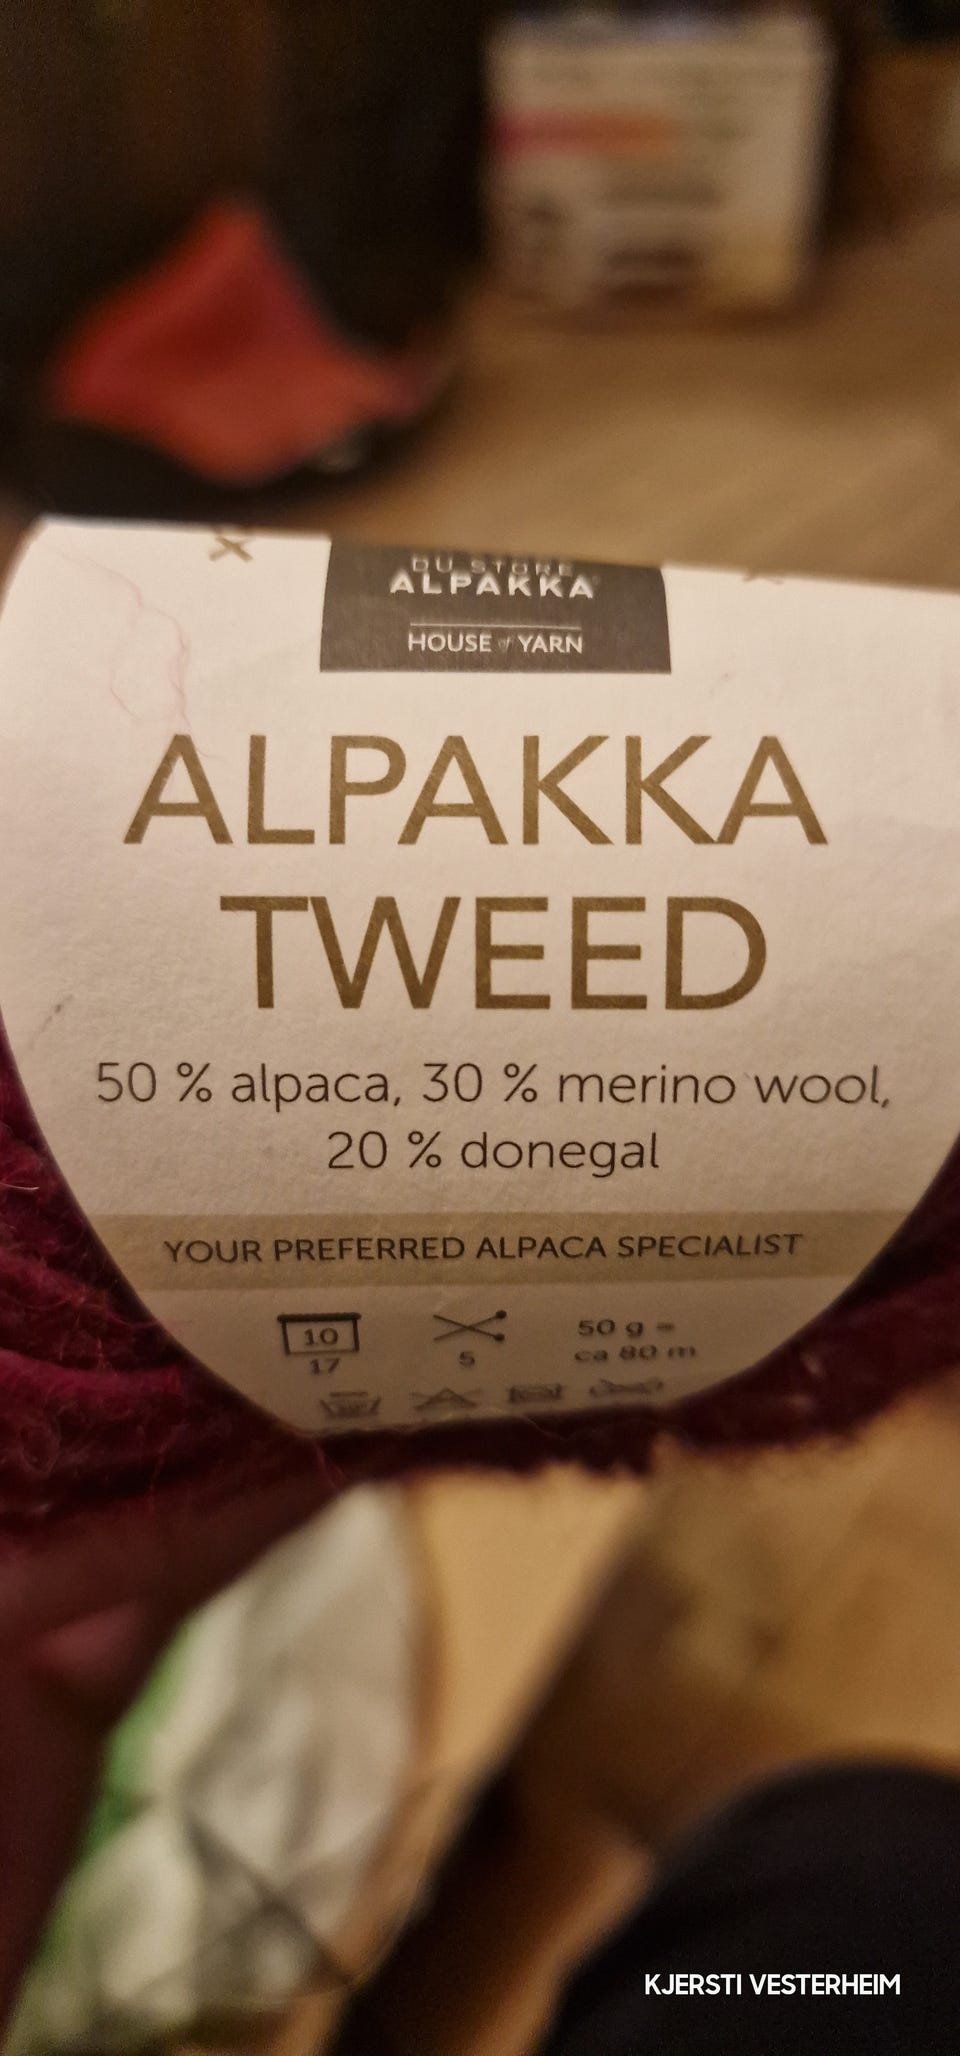 DU STORE
ALPAKKA
HOUSE of YARN
ALPAKKA
TWEED
50 % alpaca, 30 % merino wool,
20 % donegal
YOUR PREFERRED ALPACA SPECIALIST
10
17
5
50 g =
ca 80 m
KJERSTI VESTERHEIM